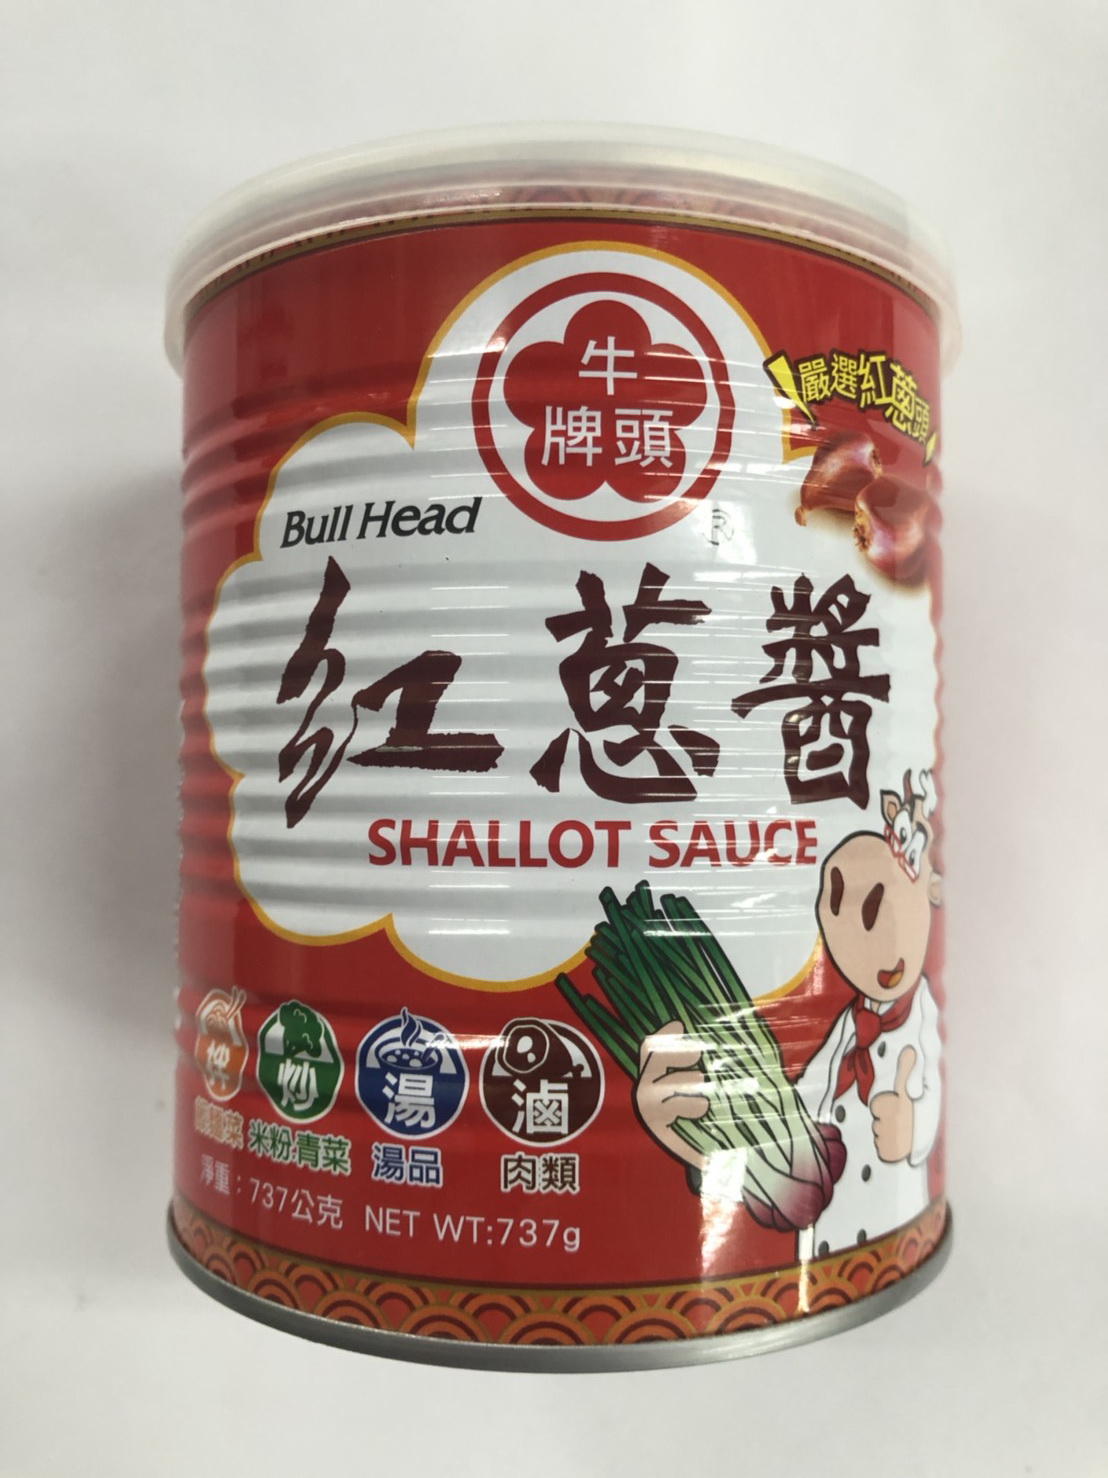 牛
牌頭
®
嚴選紅蔥頭
Bull Head
紅蔥醬
SHALLOT SAUCE
拌 炒 湯 滷
米粉.青菜 湯品 肉類
淨重:737公克 NET WT:737g